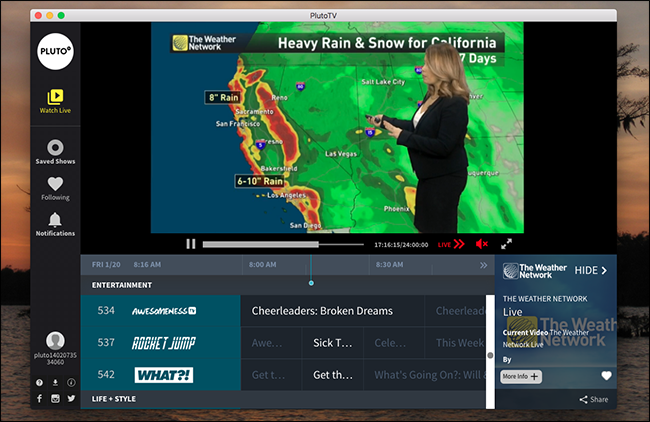 PlutoTV
PLUTO tv
Watch Live
Saved Shows
Following
Notifications
pluto14020735
34060
The Weather
Network
Heavy Rain & Snow for California
7 Days
80
Salt Lake City
8" Rain
Reno
Sacramento
San Francisco
Fresno
5
15
Las Vegas
Bakersfield
6-10" Rain
Los Angeles
Phoenix
San Diego
17:16:15/24:00:00
LIVE
FRI 1/20
8:16 AM
8:00 AM
8:30 AM
ENTERTAINMENT
534
AWESOMENESS TV
Cheerleaders: Broken Dreams
Cheerlead
537
ROCKET JUMP
Awe...
Sick T...
Cele...
This Week
542
WHAT?!
Get t...
Get th...
What's Going On?: Will &
LIFE + STYLE
The Weather
Network
HIDE
THE WEATHER NETWORK
Live
Current Video The Weather
Network Live
By
More Info +
Share